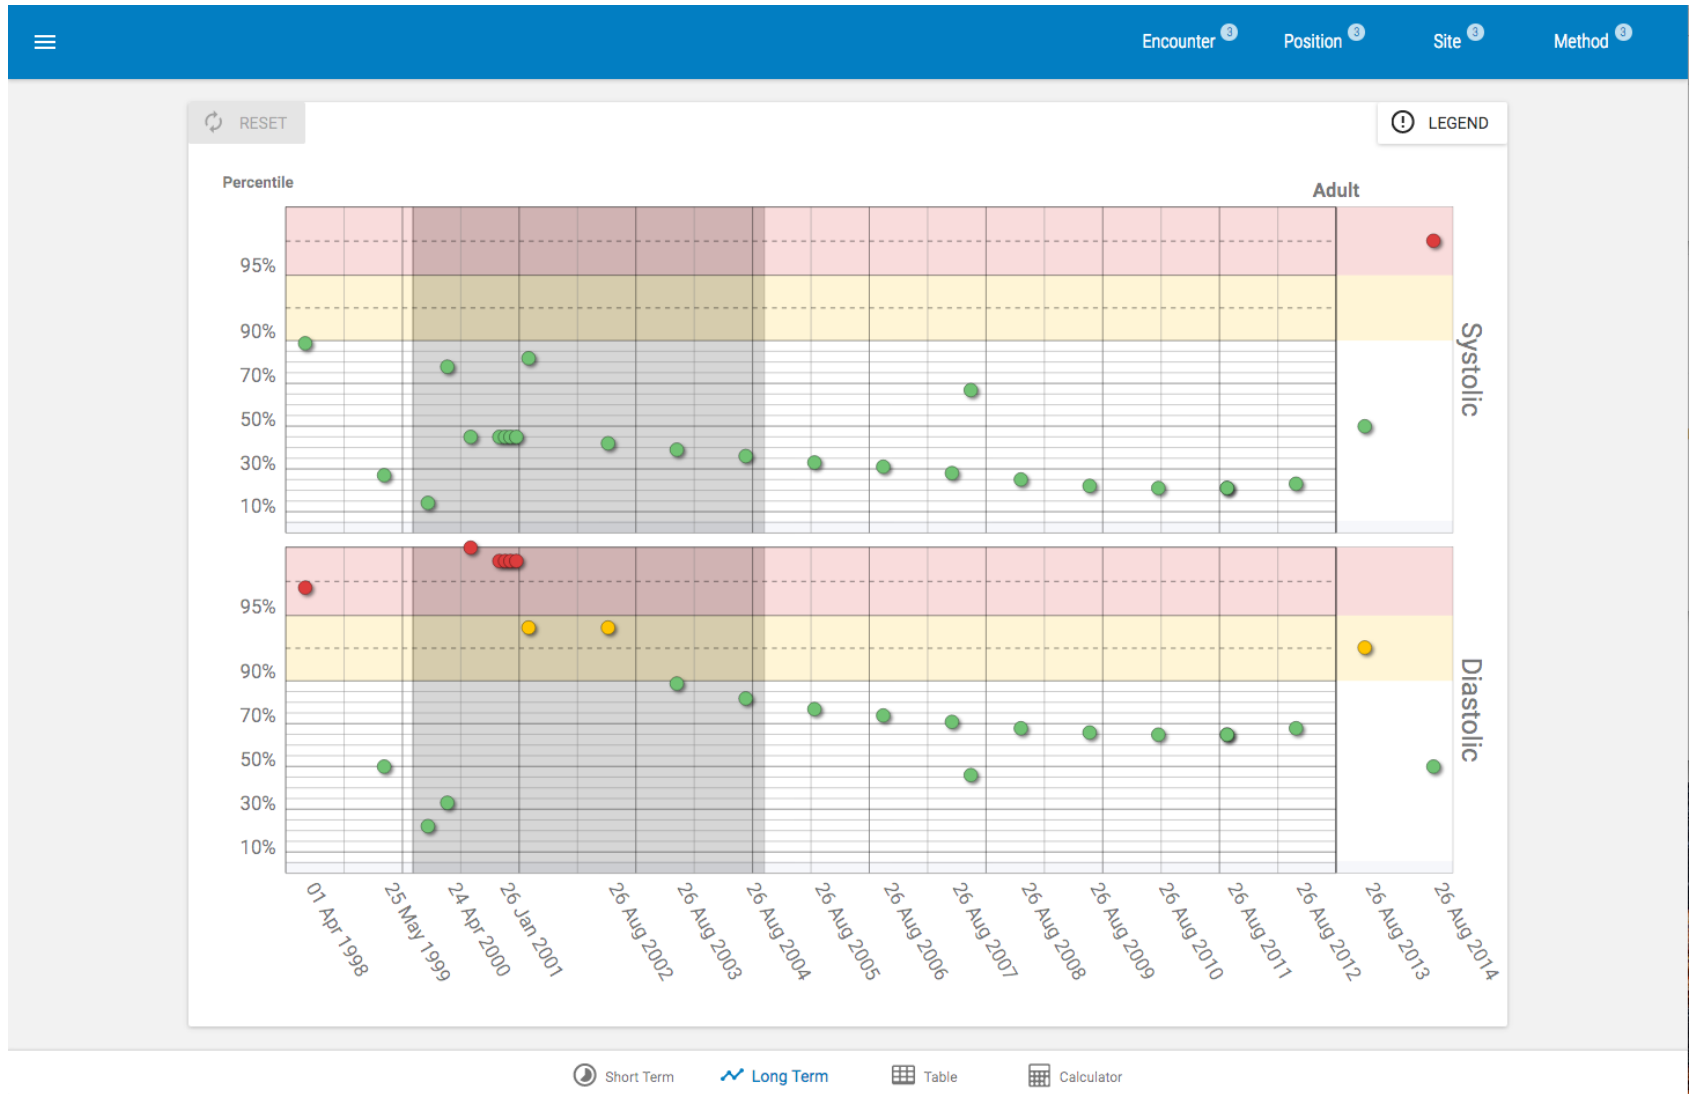 Encounter 3 Position 3 Site 3 Method 3
RESET
LEGEND
Percentile
Adult
95%
90%
70%
50%
30%
10%
Systolic
95%
90%
70%
50%
30%
10%
Diastolic
01 Apr 1998
25 May 1999
24 Apr 2000
26 Jan 2001
26 Aug 2002
26 Aug 2003
26 Aug 2004
26 Aug 2005
26 Aug 2006
26 Aug 2007
26 Aug 2008
26 Aug 2009
26 Aug 2010
26 Aug 2011
26 Aug 2012
26 Aug 2013
26 Aug 2014
Short Term Long Term Table Calculator